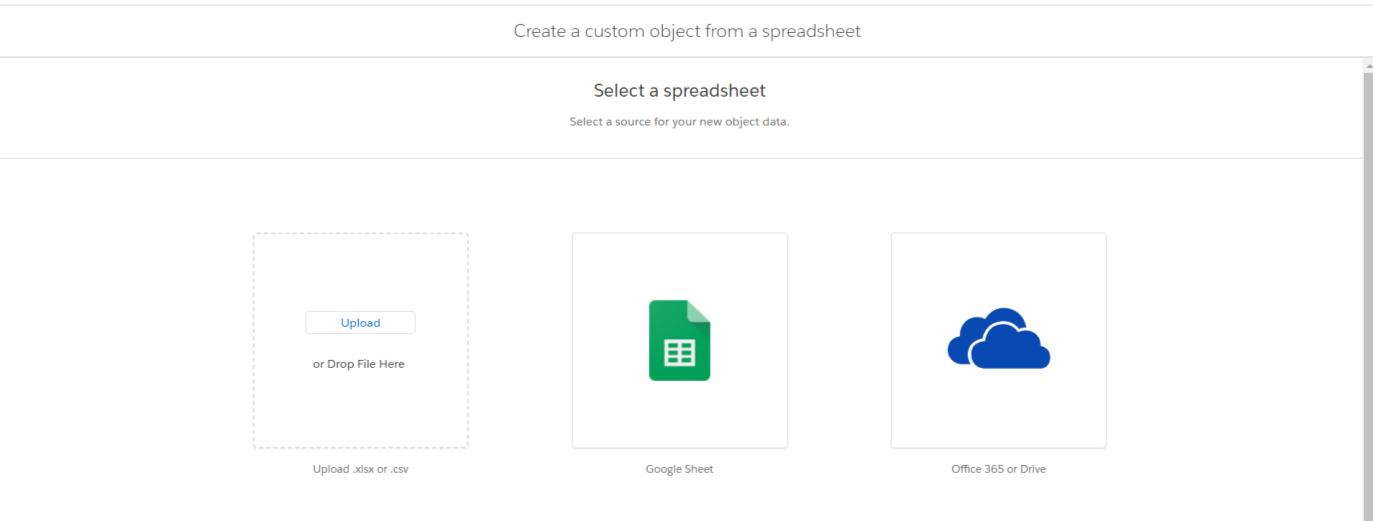 Create a custom object from a spreadsheet
Select a spreadsheet
Select a source for your new object data.
Upload
or Drop File Here
Upload .xlsx or .csv
Google Sheet
Office 365 or Drive